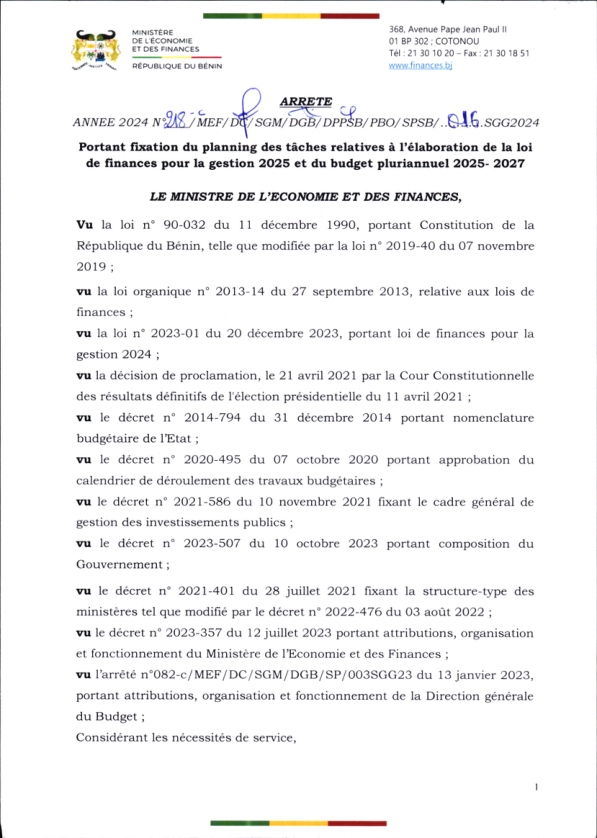 MINISTÈRE
DE L'ÉCONOMIE
ET DES FINANCES
RÉPUBLIQUE DU BÉNIN
368, Avenue Pape Jean Paul II
01 BP 302 ; COTONOU
Tél : 21 30 10 20 – Fax : 21 30 18 51
www.finances.bj
ARRETE
ANNEE 2024 N°218-c/MEF/DC/SGM/DGB/DPPSB/PBO/SPSB/..016.SGG2024
Portant fixation du planning des tâches relatives à l'élaboration de la loi
de finances pour la gestion 2025 et du budget pluriannuel 2025- 2027
LE MINISTRE DE L'ECONOMIE ET DES FINANCES,
Vu la loi n° 90-032 du 11 décembre 1990, portant Constitution de la
République du Bénin, telle que modifiée par la loi n° 2019-40 du 07 novembre
2019 ;
vu la loi organique n° 2013-14 du 27 septembre 2013, relative aux lois de
finances ;
vu la loi n° 2023-01 du 20 décembre 2023, portant loi de finances pour la
gestion 2024 ;
vu la décision de proclamation, le 21 avril 2021 par la Cour Constitutionnelle
des résultats définitifs de l'élection présidentielle du 11 avril 2021 ;
vu le décret n° 2014-794 du 31 décembre 2014 portant nomenclature
budgétaire de l'Etat ;
vu le décret n° 2020-495 du 07 octobre 2020 portant approbation du
calendrier de déroulement des travaux budgétaires ;
vu le décret n° 2021-586 du 10 novembre 2021 fixant le cadre général de
gestion des investissements publics ;
vu le décret n° 2023-507 du 10 octobre 2023 portant composition du
Gouvernement ;
vu le décret n° 2021-401 du 28 juillet 2021 fixant la structure-type des
ministères tel que modifié par le décret n° 2022-476 du 03 août 2022 ;
vu le décret n° 2023-357 du 12 juillet 2023 portant attributions, organisation
et fonctionnement du Ministère de l'Economie et des Finances ;
vu l'arrêté n°082-c/MEF/DC/SGM/DGB/SP/003SGG23 du 13 janvier 2023,
portant attributions, organisation et fonctionnement de la Direction générale
du Budget ;
Considérant les nécessités de service,
1